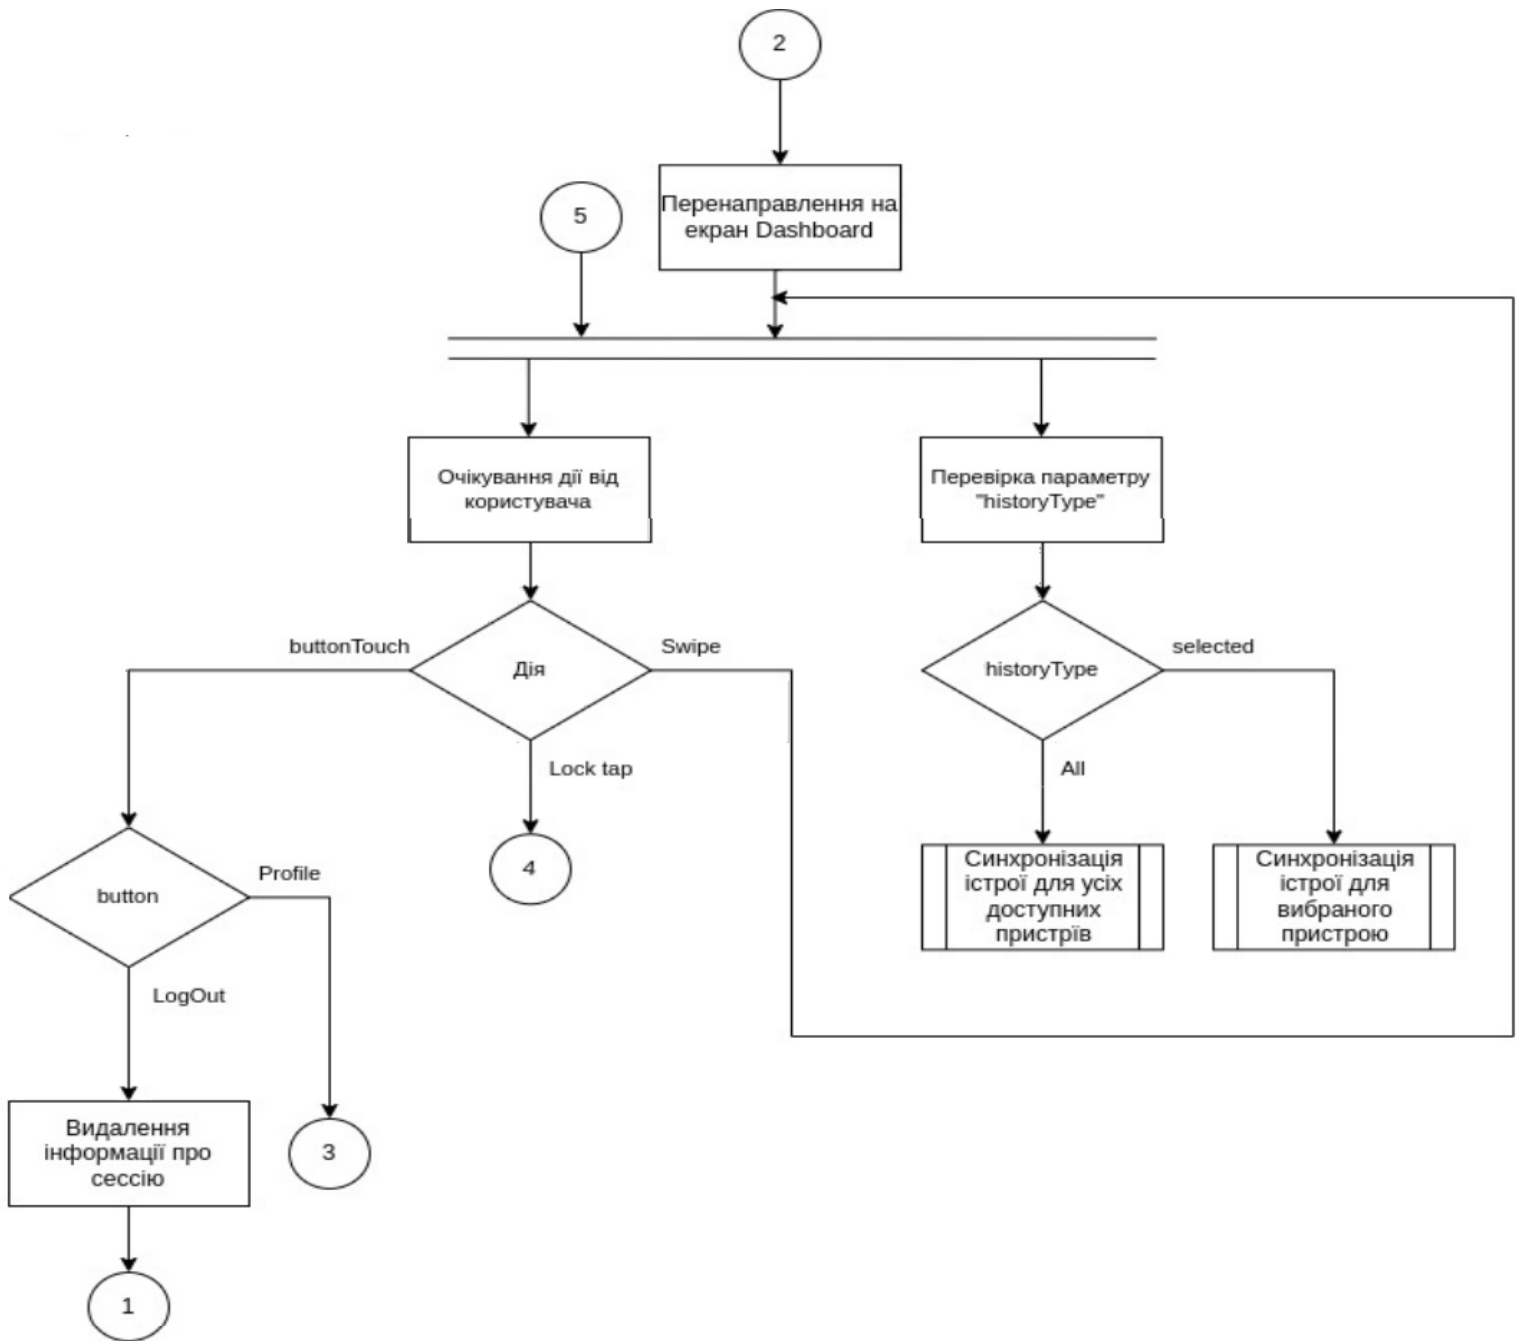 2
Перенаправлення на
екран Dashboard
5
Очікування дії від
користувача
Перевірка параметру
"historyType"
buttonTouch
Дія
Swipe
historyType
selected
Lock tap
All
4
button
Profile
Синхронізація
істрої для усіх
доступних
пристрїв
Синхронізація
істрої для
вибраного
пристрою
LogOut
Видалення
інформації про
сессію
3
1